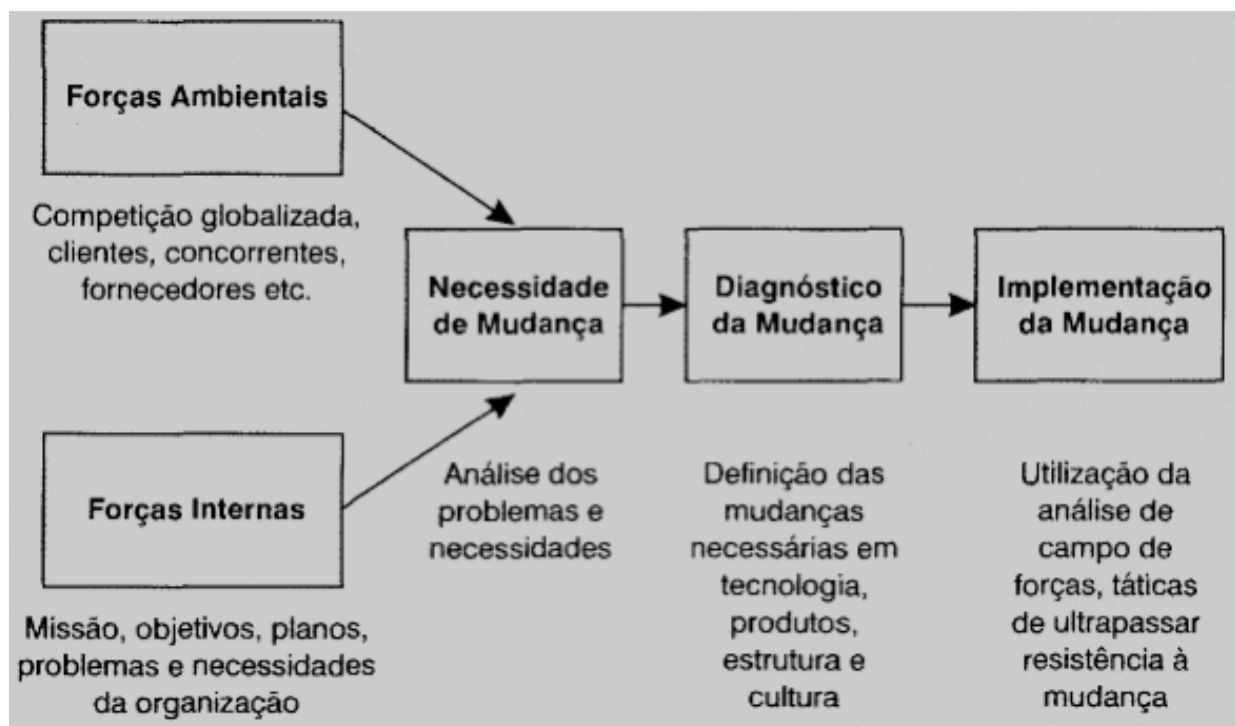 Forças Ambientais
Competição globalizada,
clientes, concorrentes,
fornecedores etc.
Forças Internas
Missão, objetivos, planos,
problemas e necessidades
da organização
Necessidade
de Mudança
Análise dos
problemas e
necessidades
Diagnóstico
da Mudança
Definição das
mudanças
necessárias em
tecnologia,
produtos,
estrutura e
cultura
Implementação
da Mudança
Utilização da
análise de
campo de
forças, táticas
de ultrapassar
resistência à
mudança